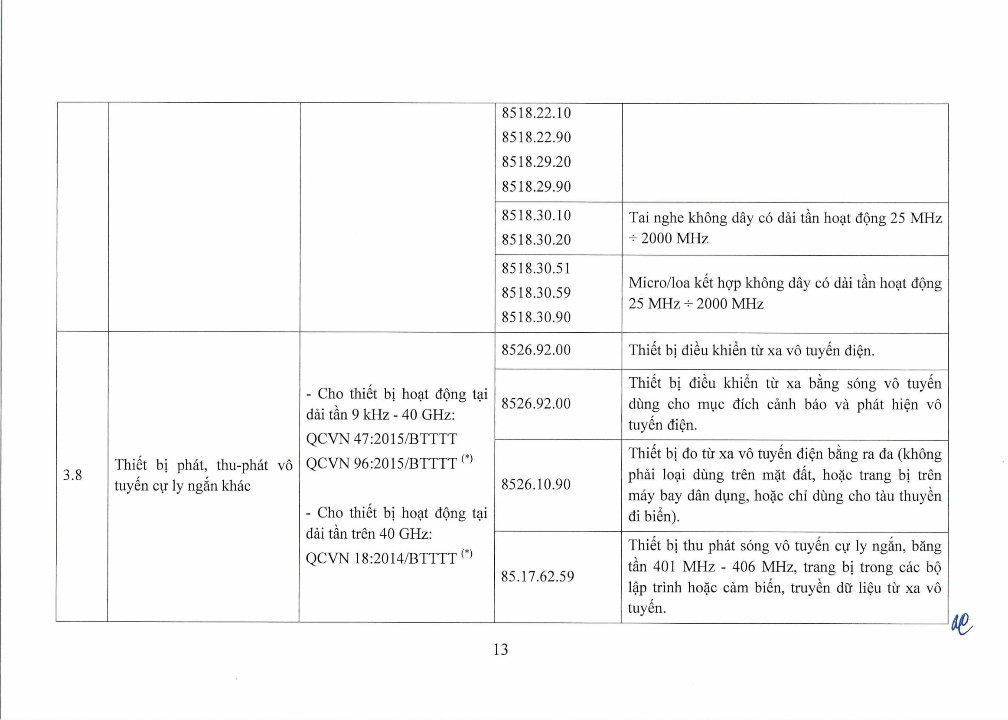 8518.22.10
8518.22.90
8518.29.20
8518.29.90
8518.30.10
8518.30.20
Tai nghe không dây có dải tần hoạt động 25 MHz
÷ 2000 MHz
8518.30.51
8518.30.59
8518.30.90
Micro/loa kết hợp không dây có dải tần hoạt động
25 MHz ÷ 2000 MHz
3.8
Thiết bị phát, thu-phát vô
tuyến cự ly ngắn khác
- Cho thiết bị hoạt động tại
dải tần 9 kHz - 40 GHz:
QCVN 47:2015/BTTTT
QCVN 96:2015/BTTTT (*)
- Cho thiết bị hoạt động tại
dải tần trên 40 GHz:
QCVN 18:2014/BTTTT (*)
8526.92.00
Thiết bị điều khiển từ xa vô tuyến điện.
8526.92.00
Thiết bị điều khiển từ xa bằng sóng vô tuyến
dùng cho mục đích cảnh báo và phát hiện vô
tuyến điện.
8526.10.90
Thiết bị đo từ xa vô tuyến điện bằng ra đa (không
phải loại dùng trên mặt đất, hoặc trang bị trên
máy bay dân dụng, hoặc chỉ dùng cho tàu thuyền
đi biển).
85.17.62.59
Thiết bị thu phát sóng vô tuyến cự ly ngắn, băng
tần 401 MHz - 406 MHz, trang bị trong các bộ
lập trình hoặc cảm biến, truyền dữ liệu từ xa vô
tuyến.
13